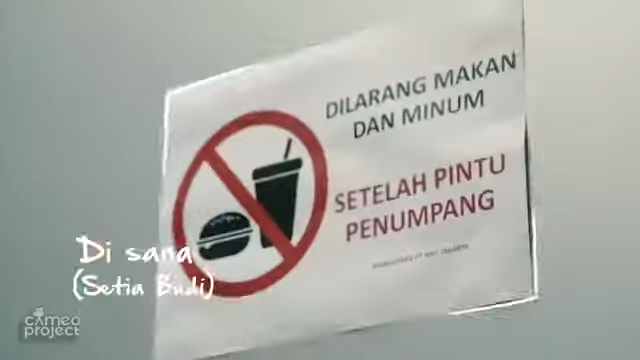 DILARANG MAKAN
DAN MINUM
SETELAH PINTU
PENUMPANG
Di sana
(Setia Budi)
cameo
project